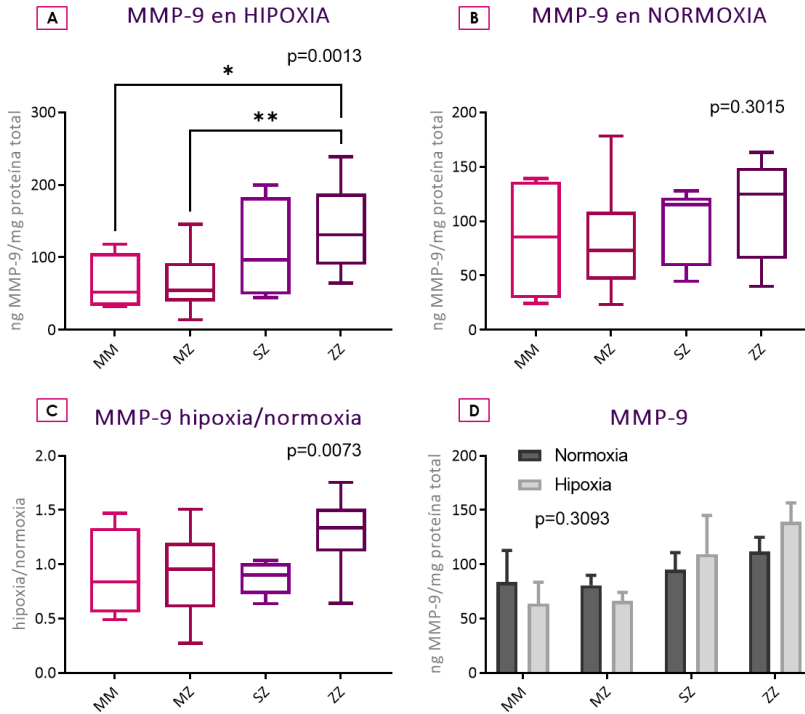 A
MMP-9 en HIPOXIA
p=0.0013
*
**
ng MMP-9/mg proteína total
300
200
100
0
MM
MZ
SZ
ZZ
B
MMP-9 en NORMOXIA
p=0.3015
ng MMP-9/mg proteína total
200
150
100
50
0
MM
MZ
SZ
ZZ
C
MMP-9 hipoxia/normoxia
p=0.0073
hipoxia/normoxia
2.0
1.5
1.0
0.5
0.0
MM
MZ
SZ
ZZ
D
MMP-9
Normoxia
Hipoxia
p=0.3093
ng MMP-9/mg proteína total
200
150
100
50
0
MM
MZ
SZ
ZZ